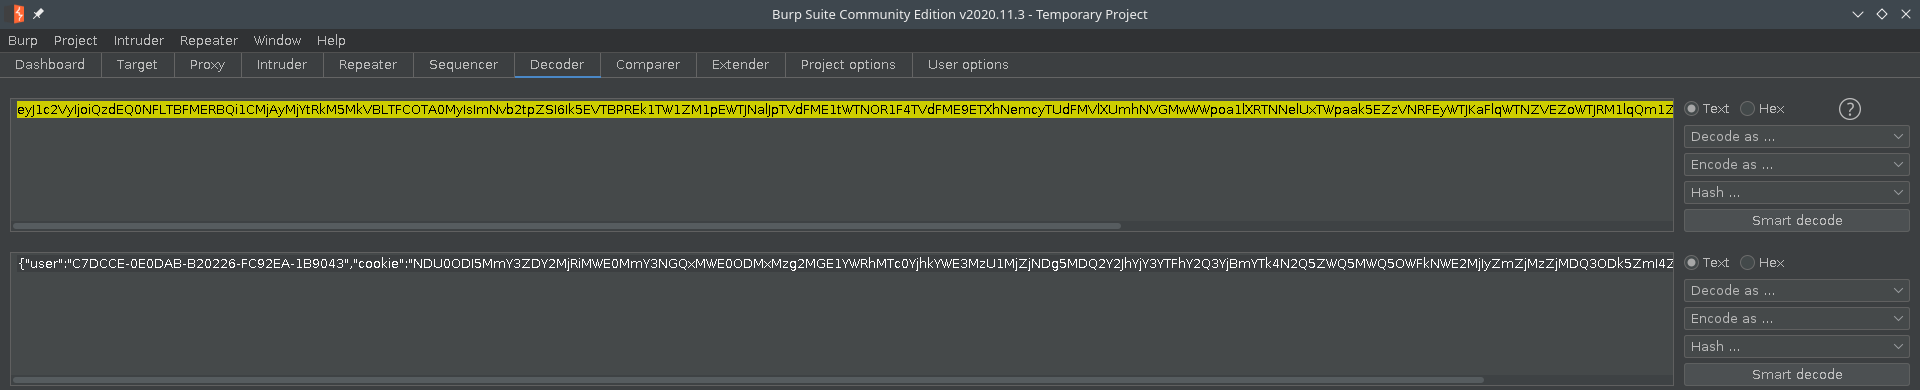 Burp Suite Community Edition v2020.11.3 - Temporary Project
Burp Project Intruder Repeater Window Help
Dashboard Target Proxy Intruder Repeater Sequencer Decoder Comparer Extender Project options User options
Text Hex
Decode as ...
Encode as ...
Hash ...
Smart decode
{"user":"C7DCCE-0E0DAB-B20226-FC92EA-1B9043","cookie":"
Text Hex
Decode as ...
Encode as ...
Hash ...
Smart decode